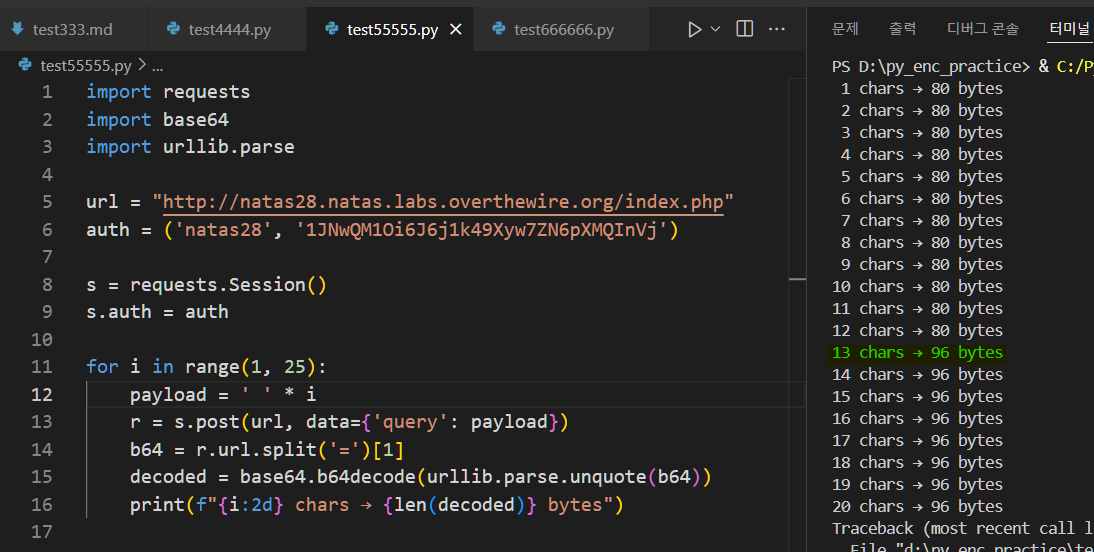 test333.md test4444.py test55555.py test666666.py
test55555.py > ...
1 import requests
2 import base64
3 import urllib.parse
4
5 url = "http://natas28.natas.labs.overthewire.org/index.php"
6 auth = ('natas28', '1JNwQM1Oi6J6j1k49Xyw7ZN6pXMQInVj')
7
8 s = requests.Session()
9 s.auth = auth
10
11 for i in range(1, 25):
12 payload = ' ' * i
13 r = s.post(url, data={'query': payload})
14 b64 = r.url.split('=')[1]
15 decoded = base64.b64decode(urllib.parse.unquote(b64))
16 print(f"{i:2d} chars → {len(decoded)} bytes")
17
문제 출력 디버그 콘솔 터미널
PS D:\py_enc_practice> & C:/Py
1 chars → 80 bytes
2 chars → 80 bytes
3 chars → 80 bytes
4 chars → 80 bytes
5 chars → 80 bytes
6 chars → 80 bytes
7 chars → 80 bytes
8 chars → 80 bytes
9 chars → 80 bytes
10 chars → 80 bytes
11 chars → 80 bytes
12 chars → 80 bytes
13 chars → 96 bytes
14 chars → 96 bytes
15 chars → 96 bytes
16 chars → 96 bytes
17 chars → 96 bytes
18 chars → 96 bytes
19 chars → 96 bytes
20 chars → 96 bytes
Traceback (most recent call l
File "d:\py_enc_practice\te